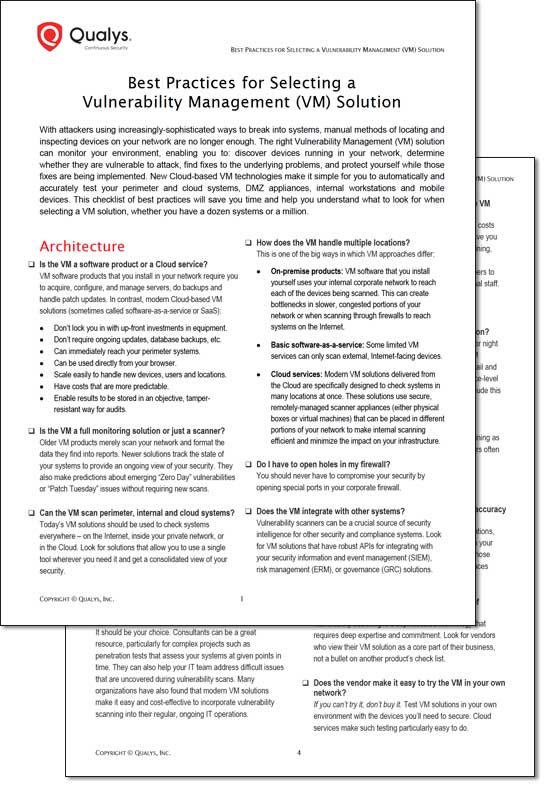 Qualys.
Continuous Security
BEST PRACTICES FOR SELECTING A VULNERABILITY MANAGEMENT (VM) SOLUTION
Best Practices for Selecting a
Vulnerability Management (VM) Solution
With attackers using increasingly-sophisticated ways to break into systems, manual methods of locating and
inspecting devices on your network are no longer enough. The right Vulnerability Management (VM) solution
can monitor your environment, enabling you to: discover devices running in your network, determine
whether they are vulnerable to attack, find fixes to the underlying problems, and protect yourself while those
fixes are being implemented. New Cloud-based VM technologies make it simple for you to automatically and
accurately test your perimeter and cloud systems, DMZ appliances, internal workstations and mobile
devices. This checklist of best practices will save you time and help you understand what to look for when
selecting a VM solution, whether you have a dozen systems or a million.
Architecture
❑ Is the VM a software product or a Cloud service?
VM software products that you install in your network require you
to acquire, configure, and manage servers, do backups and
handle patch updates. In contrast, modern Cloud-based VM
solutions (sometimes called software-as-a-service or SaaS):
• Don't lock you in with up-front investments in equipment.
• Don't require ongoing updates, database backups, etc.
• Can immediately reach your perimeter systems.
• Can be used directly from your browser.
• Scale easily to handle new devices, users and locations.
• Have costs that are more predictable.
• Enable results to be stored in an objective, tamper-
resistant way for audits.
❑ Is the VM a full monitoring solution or just a scanner?
Older VM products merely scan your network and format the
data they find into reports. Newer solutions track the state of
your systems to provide an ongoing view of your security. They
also make predictions about emerging "Zero Day" vulnerabilities
or "Patch Tuesday" issues without requiring new scans.
❑ Can the VM scan perimeter, internal and cloud systems?
Today's VM solutions should be used to check systems
everywhere – on the Internet, inside your private network, or
in the Cloud. Look for solutions that allow you to use a single
tool wherever you need it and get a consolidated view of your
security.
❑ How does the VM handle multiple locations?
This is one of the big ways in which VM approaches differ:
• On-premise products: VM software that you install
yourself uses your internal corporate network to reach
each of the devices being scanned. This can create
bottlenecks in slower, congested portions of your
network or when scanning through firewalls to reach
systems on the Internet.
• Basic software-as-a-service: Some limited VM
services can only scan external, Internet-facing devices.
• Cloud services: Modern VM solutions delivered from
the Cloud are specifically designed to check systems in
many locations at once. These solutions use secure,
remotely-managed scanner appliances (either physical
boxes or virtual machines) that can be placed in different
portions of your network to make internal scanning
efficient and minimize the impact on your infrastructure.
❑ Do I have to open holes in my firewall?
You should never have to compromise your security by
opening special ports in your corporate firewall.
❑ Does the VM integrate with other systems?
Vulnerability scanners can be a crucial source of security
intelligence for other security and compliance systems. Look
for VM solutions that have robust APIs for integrating with
your security information and event management (SIEM),
risk management (ERM), or governance (GRC) solutions.
COPYRIGHT © QUALYS, INC. 1
VM) SOLUTION
VM
costs
ve you
ning,
ers to
al staff.
on?
or night
ail and
ce-level
ude this
ning as
rs often
accuracy
tions,
your
hose
ices
of
It should be your choice. Consultants can be a great
resource, particularly for complex projects such as
penetration tests that assess your systems at given points in
time. They can also help your IT team address difficult issues
that are uncovered during vulnerability scans. Many
organizations have also found that modern VM solutions
make it easy and cost-effective to incorporate vulnerability
scanning into their regular, ongoing IT operations.
that
requires deep expertise and commitment. Look for vendors
who view their VM solution as a core part of their business,
not a bullet on another product's check list.
❑ Does the vendor make it easy to try the VM in your own
network?
If you can't try it, don't buy it. Test VM solutions in your own
environment with the devices you'll need to secure. Cloud
services make such testing particularly easy to do.
COPYRIGHT © QUALYS, INC. 4